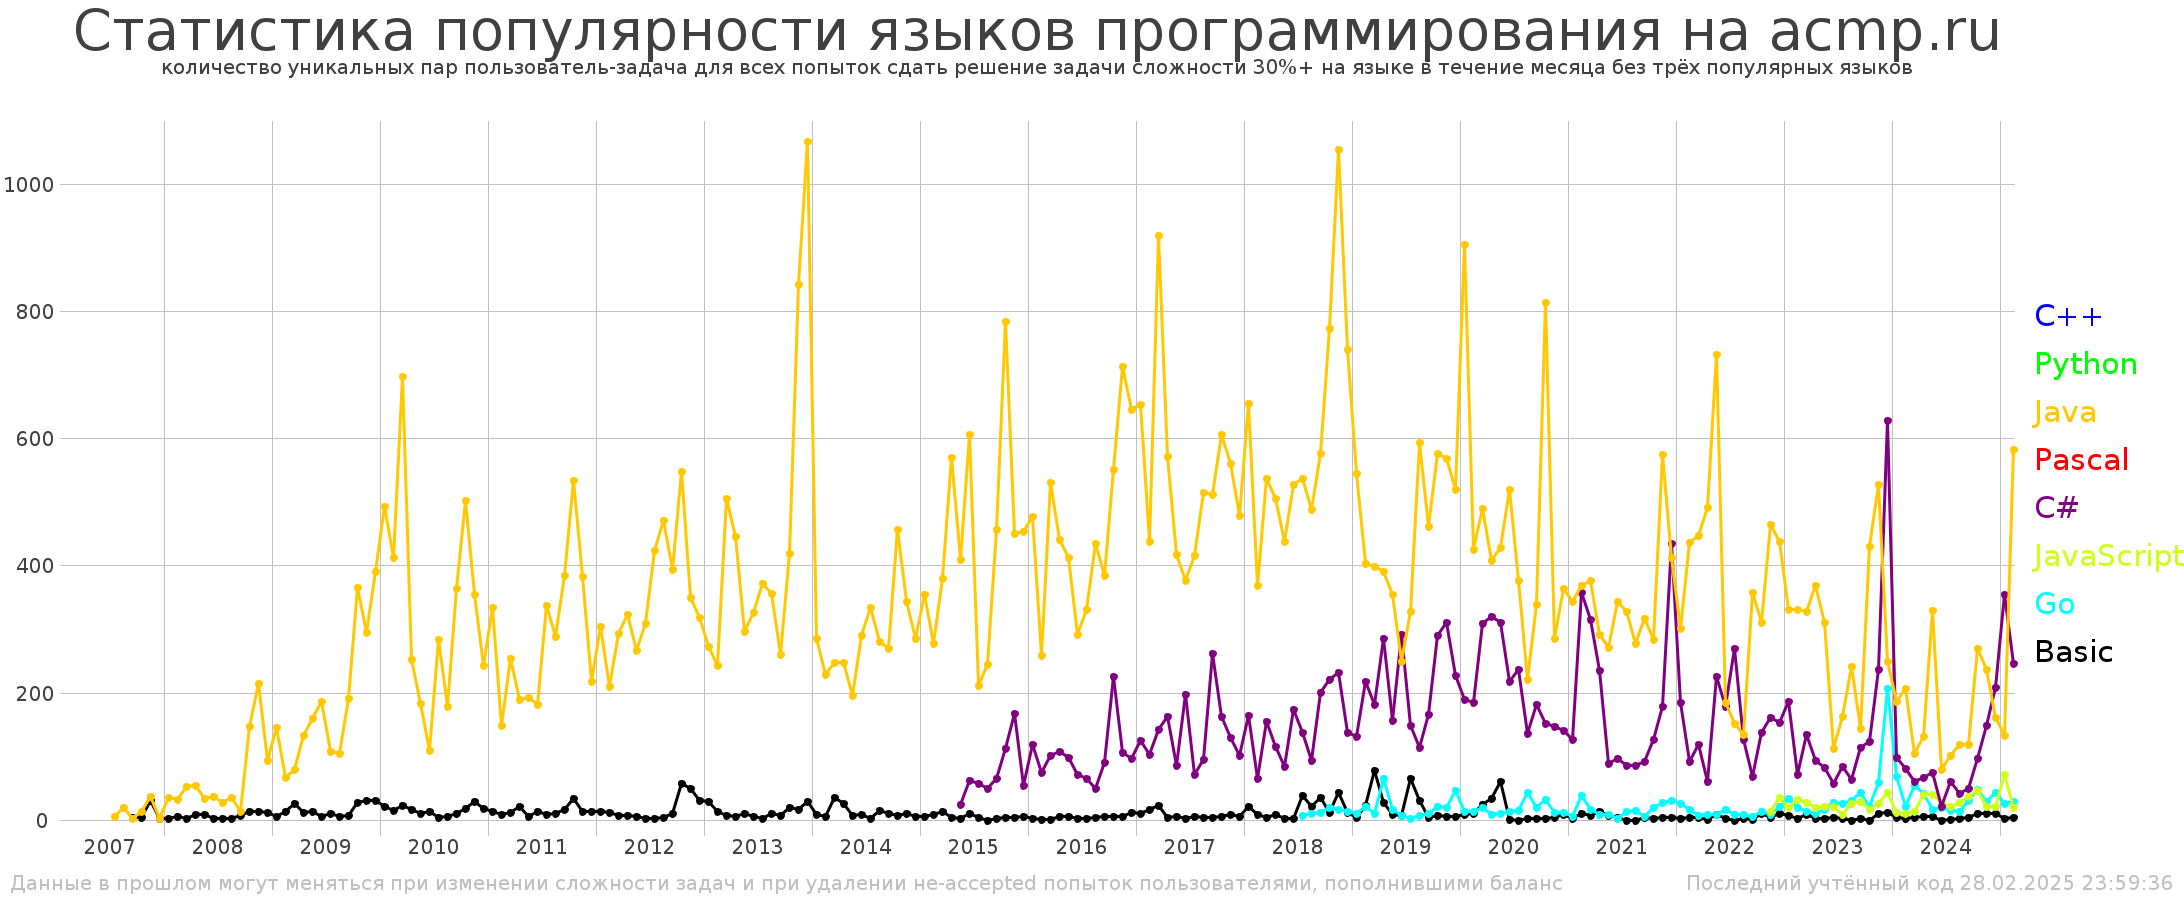 Статистика популярности языков программирования на acmp.ru
количество уникальных пар пользователь-задача для всех попыток сдать решение задачи сложности 30%+ на языке в течение месяца без трёх популярных языков
1000
800
600
400
200
0
C++
Python
Java
Pascal
C#
JavaScript
Go
Basic
2007 2008 2009 2010 2011 2012 2013 2014 2015 2016 2017 2018 2019 2020 2021 2022 2023 2024
Данные в прошлом могут меняться при изменении сложности задач и при удалении не-accepted попыток пользователями, пополнившими баланс
Последний учтённый код 28.02.2025 23:59:36